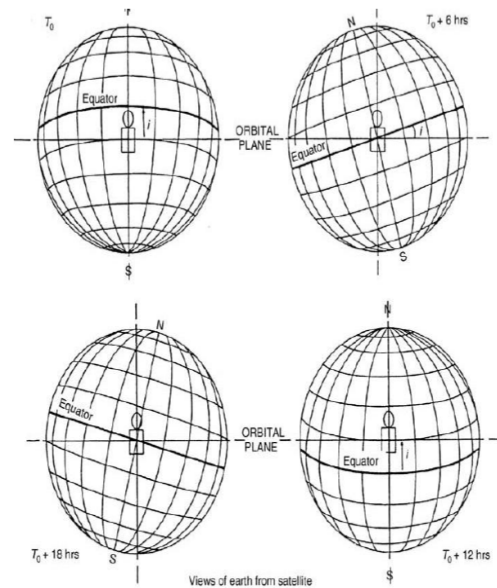 T₀
Equator
i
S
N
T₀ + 6 hrs
Equator
i
S
ORBITAL
PLANE
N
Equator
S
T₀ + 18 hrs
ORBITAL
PLANE
N
Equator
i
S
T₀ + 12 hrs
Views of earth from satellite